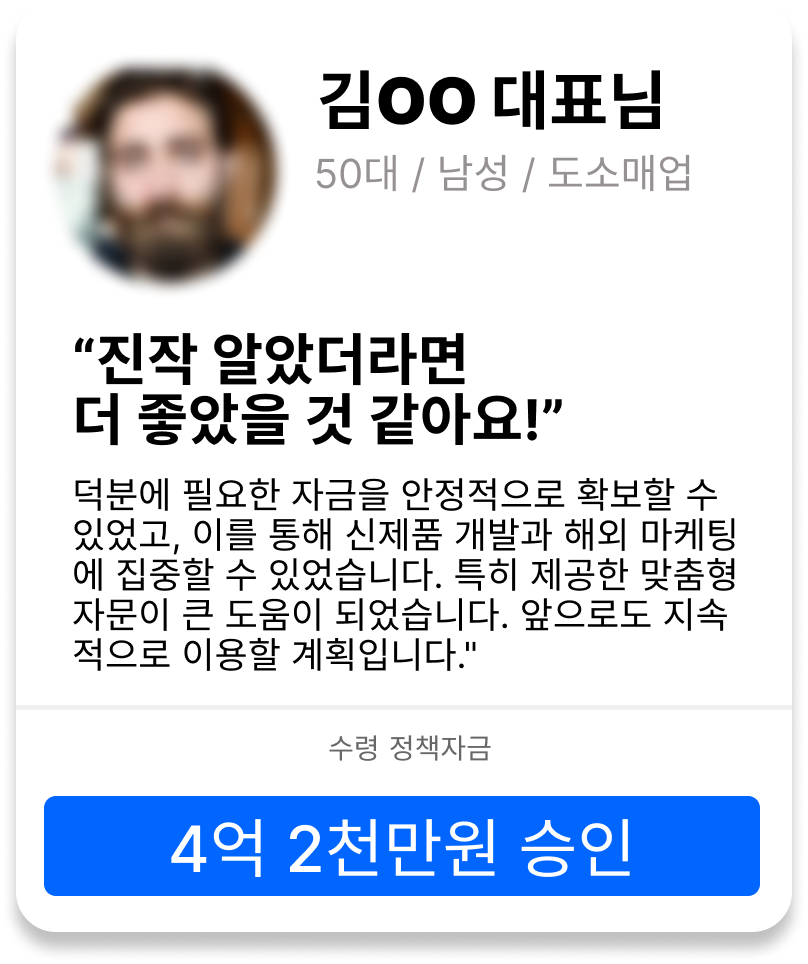 김OO 대표님
50대 / 남성 / 도소매업
“진작 알았더라면
더 좋았을 것 같아요!”
덕분에 필요한 자금을 안정적으로 확보할 수
있었고, 이를 통해 신제품 개발과 해외 마케팅
에 집중할 수 있었습니다. 특히 제공한 맞춤형
자문이 큰 도움이 되었습니다. 앞으로도 지속
적으로 이용할 계획입니다."
수령 정책자금
4억 2천만원 승인